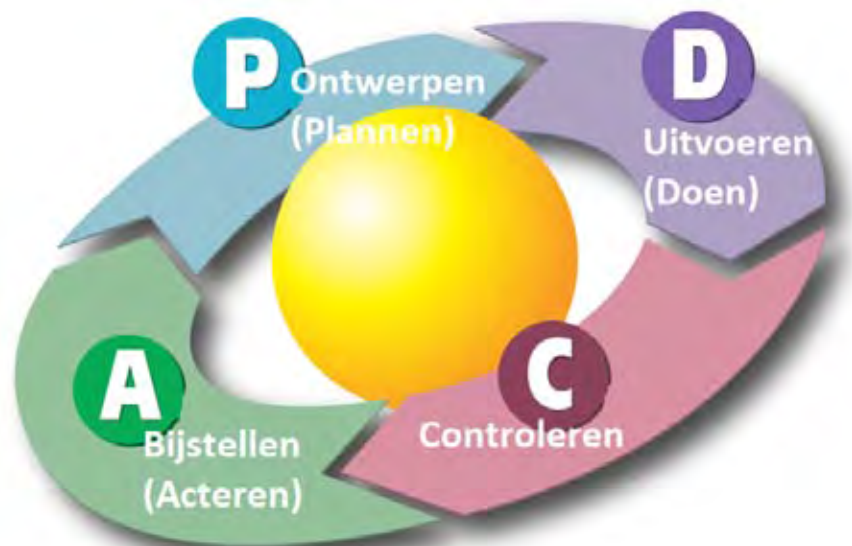 P
Ontwerpen
(Plannen)
D
Uitvoeren
(Doen)
C
Controleren
A
Bijstellen
(Acteren)